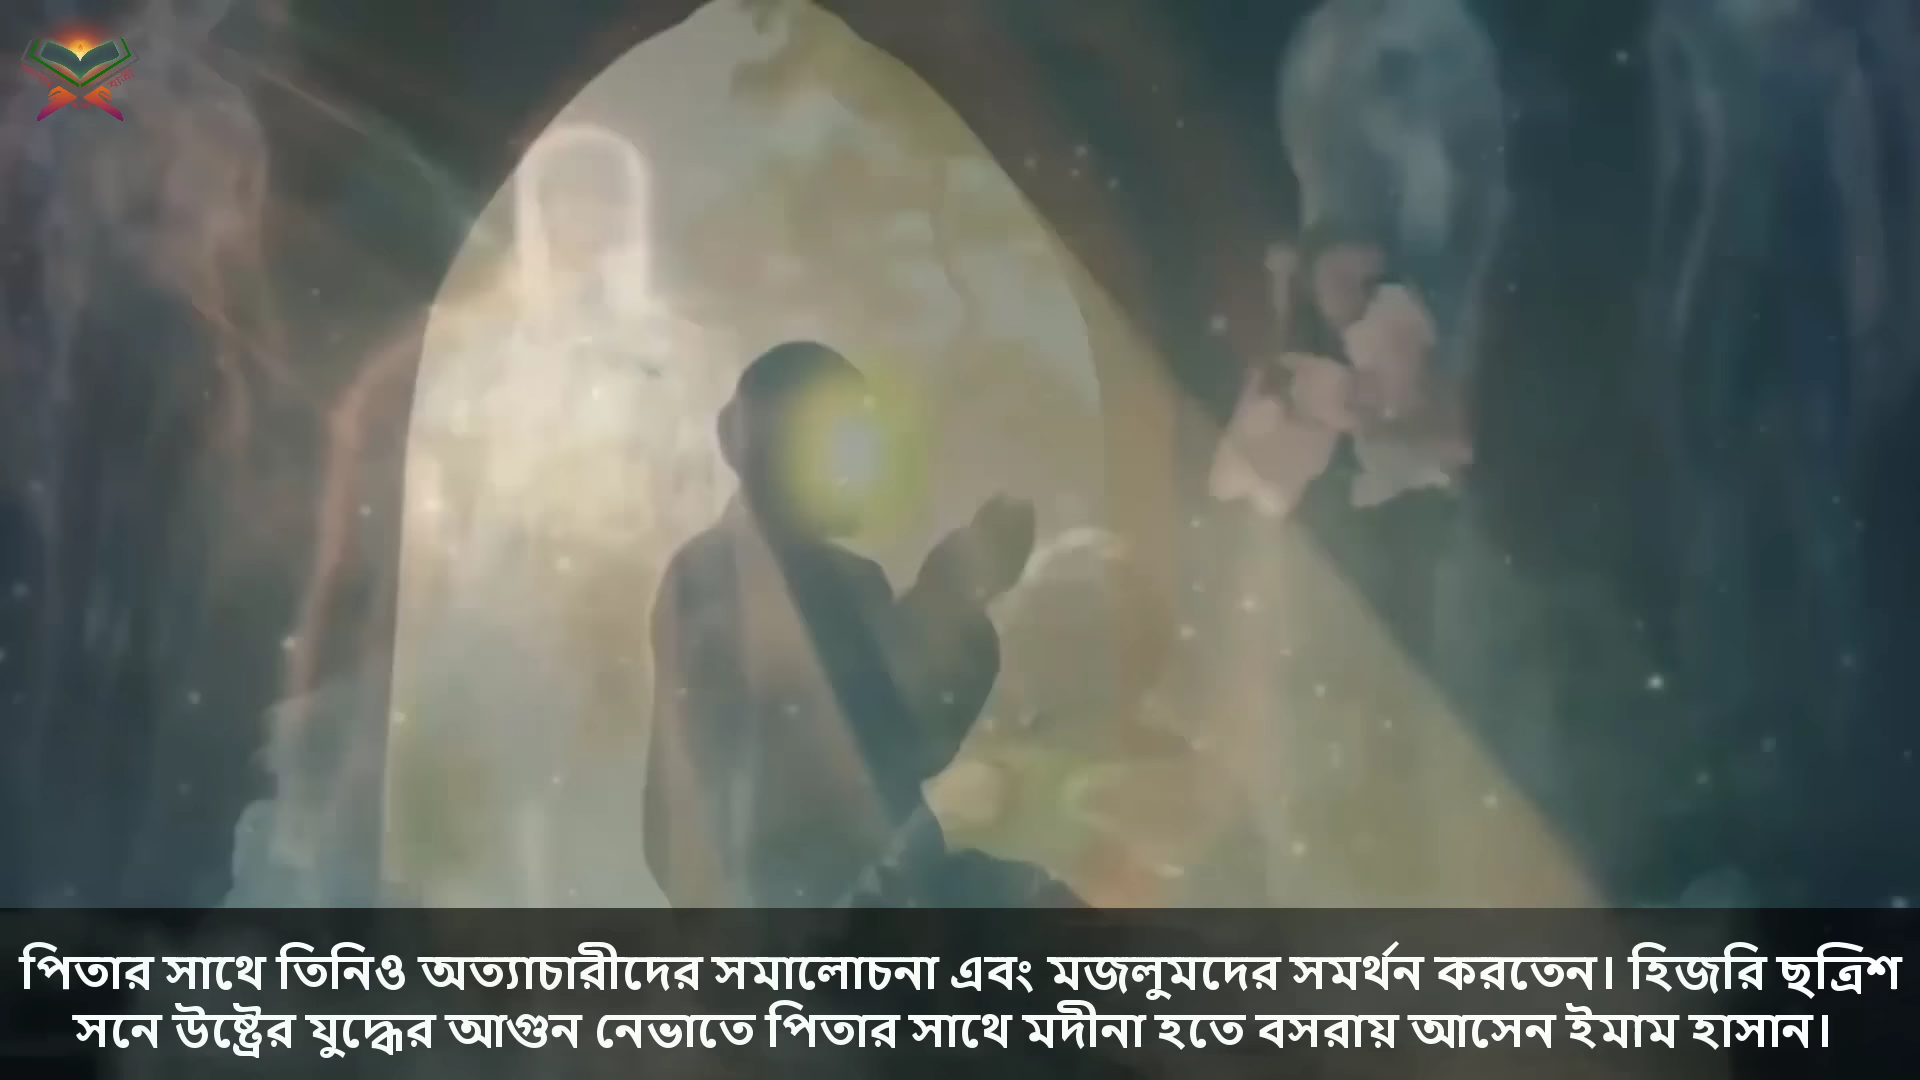 পিতার সাথে তিনিও অত্যাচারীদের সমালোচনা এবং মজলুমদের সমর্থন করতেন। হিজরি ছত্রিশ
সনে উষ্ট্রের যুদ্ধের আগুন নেভাতে পিতার সাথে মদীনা হতে বসরায় আসেন ইমাম হাসান।